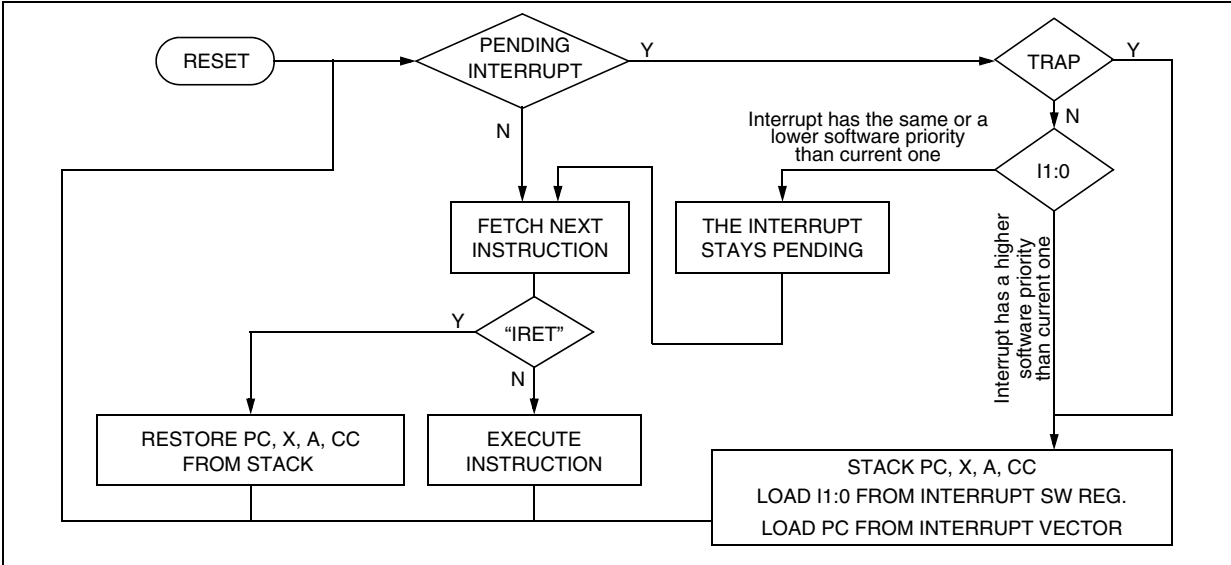 RESET
PENDING
INTERRUPT
Y
TRAP
Y
N
N
Interrupt has the same or a
lower software priority
than current one
I1:0
FETCH NEXT
INSTRUCTION
THE INTERRUPT
STAYS PENDING
Interrupt has a higher
software priority
than current one
Y
“IRET”
N
RESTORE PC, X, A, CC
FROM STACK
EXECUTE
INSTRUCTION
STACK PC, X, A, CC
LOAD I1:0 FROM INTERRUPT SW REG.
LOAD PC FROM INTERRUPT VECTOR